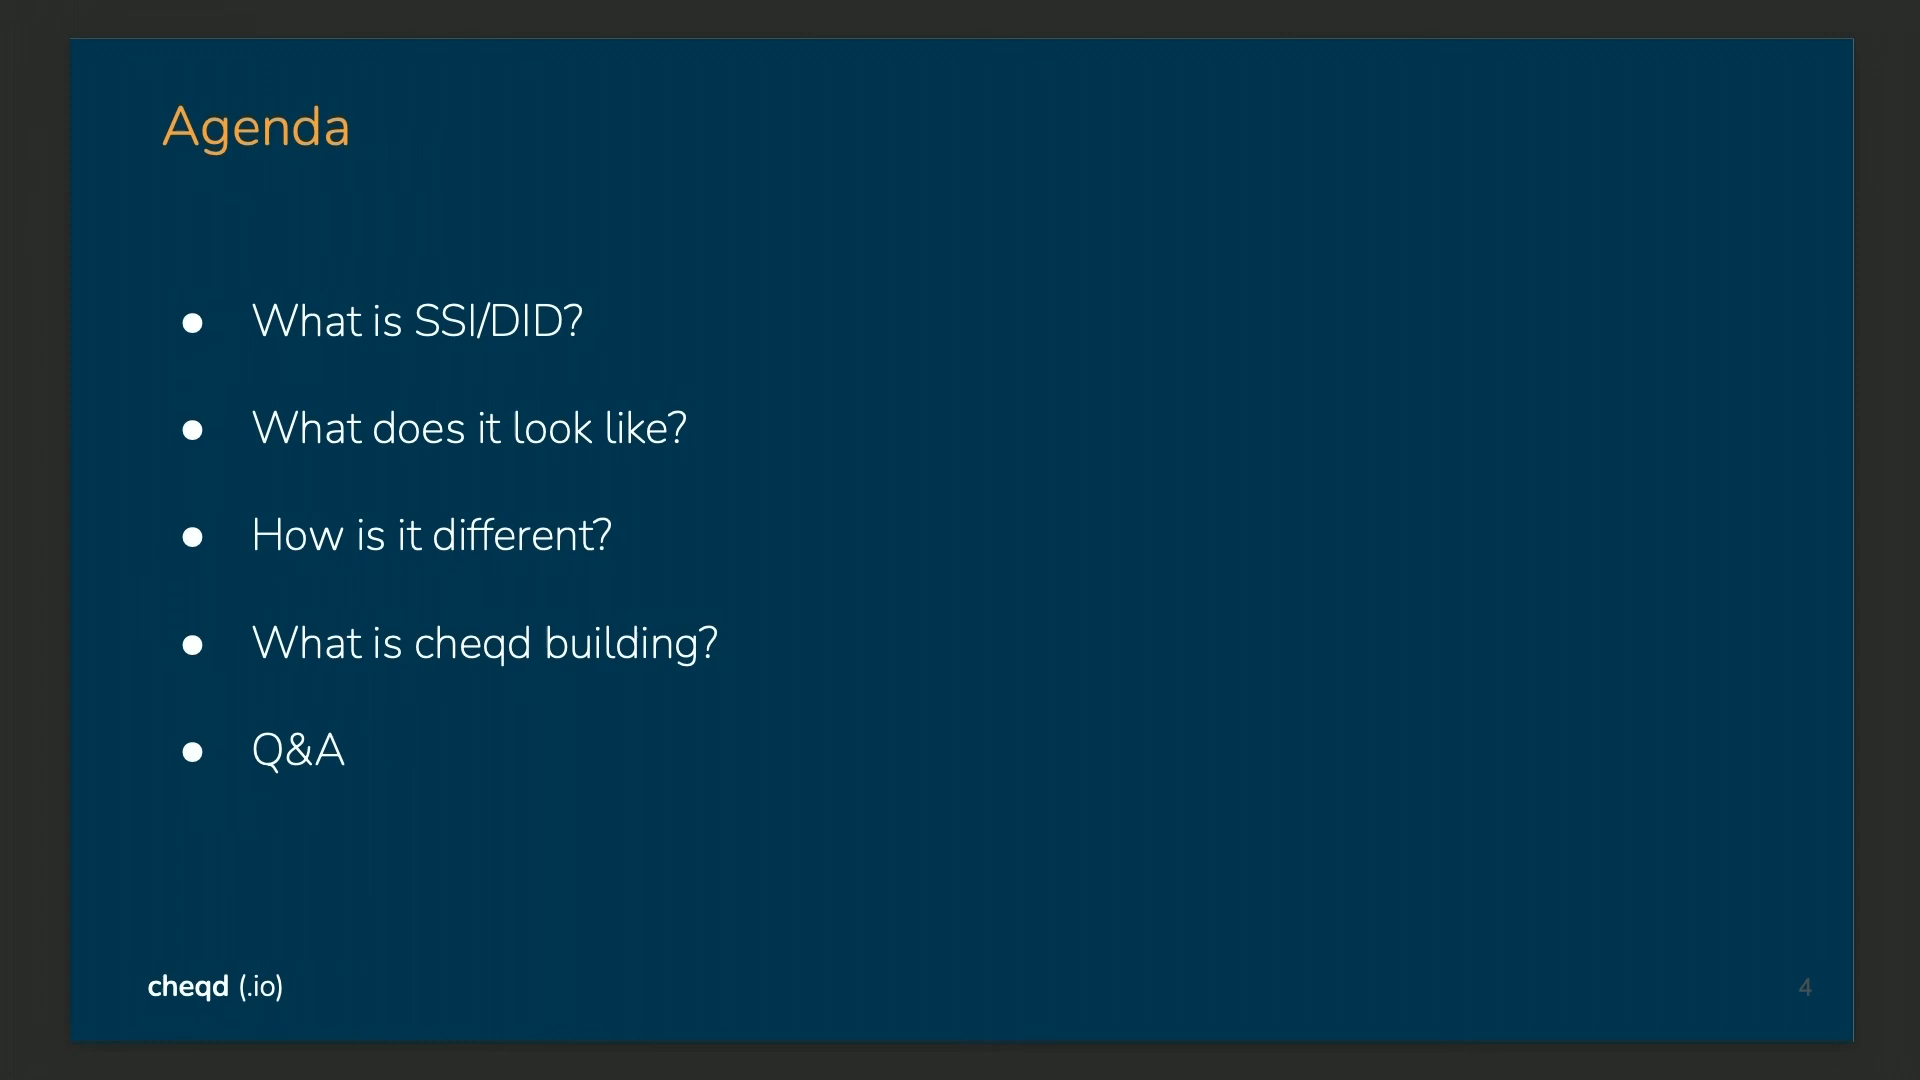 Agenda
● What is SSI/DID?
● What does it look like?
● How is it different?
● What is cheqd building?
● Q&A
cheqd (.io)
4